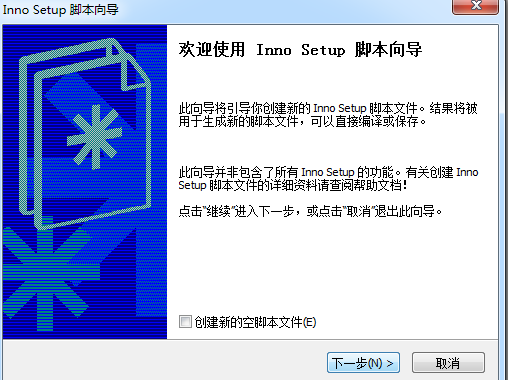 Inno Setup 脚本向导
欢迎使用 Inno Setup 脚本向导
此向导将引导你创建新的 Inno Setup 脚本文件。结果将被
用于生成新的脚本文件，可以直接编译或保存。
此向导并非包含了所有 Inno Setup 的功能。有关创建 Inno
Setup 脚本文件的详细资料请查阅帮助文档!
点击“继续”进入下一步，或点击“取消”退出此向导。
创建新的空脚本文件(E)
下一步(N) >
取消